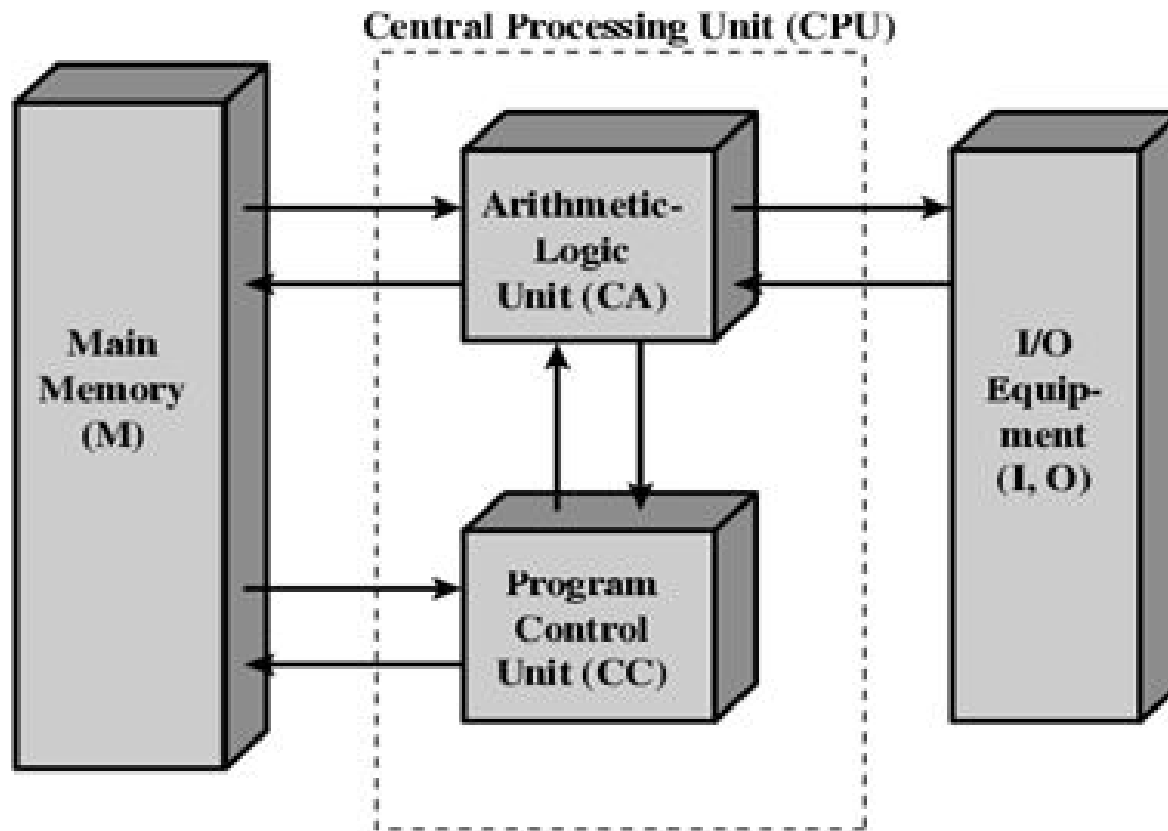 Central Processing Unit (CPU)
Main
Memory
(M)
Arithmetic-
Logic
Unit (CA)
Program
Control
Unit (CC)
I/O
Equip-
ment
(I, O)